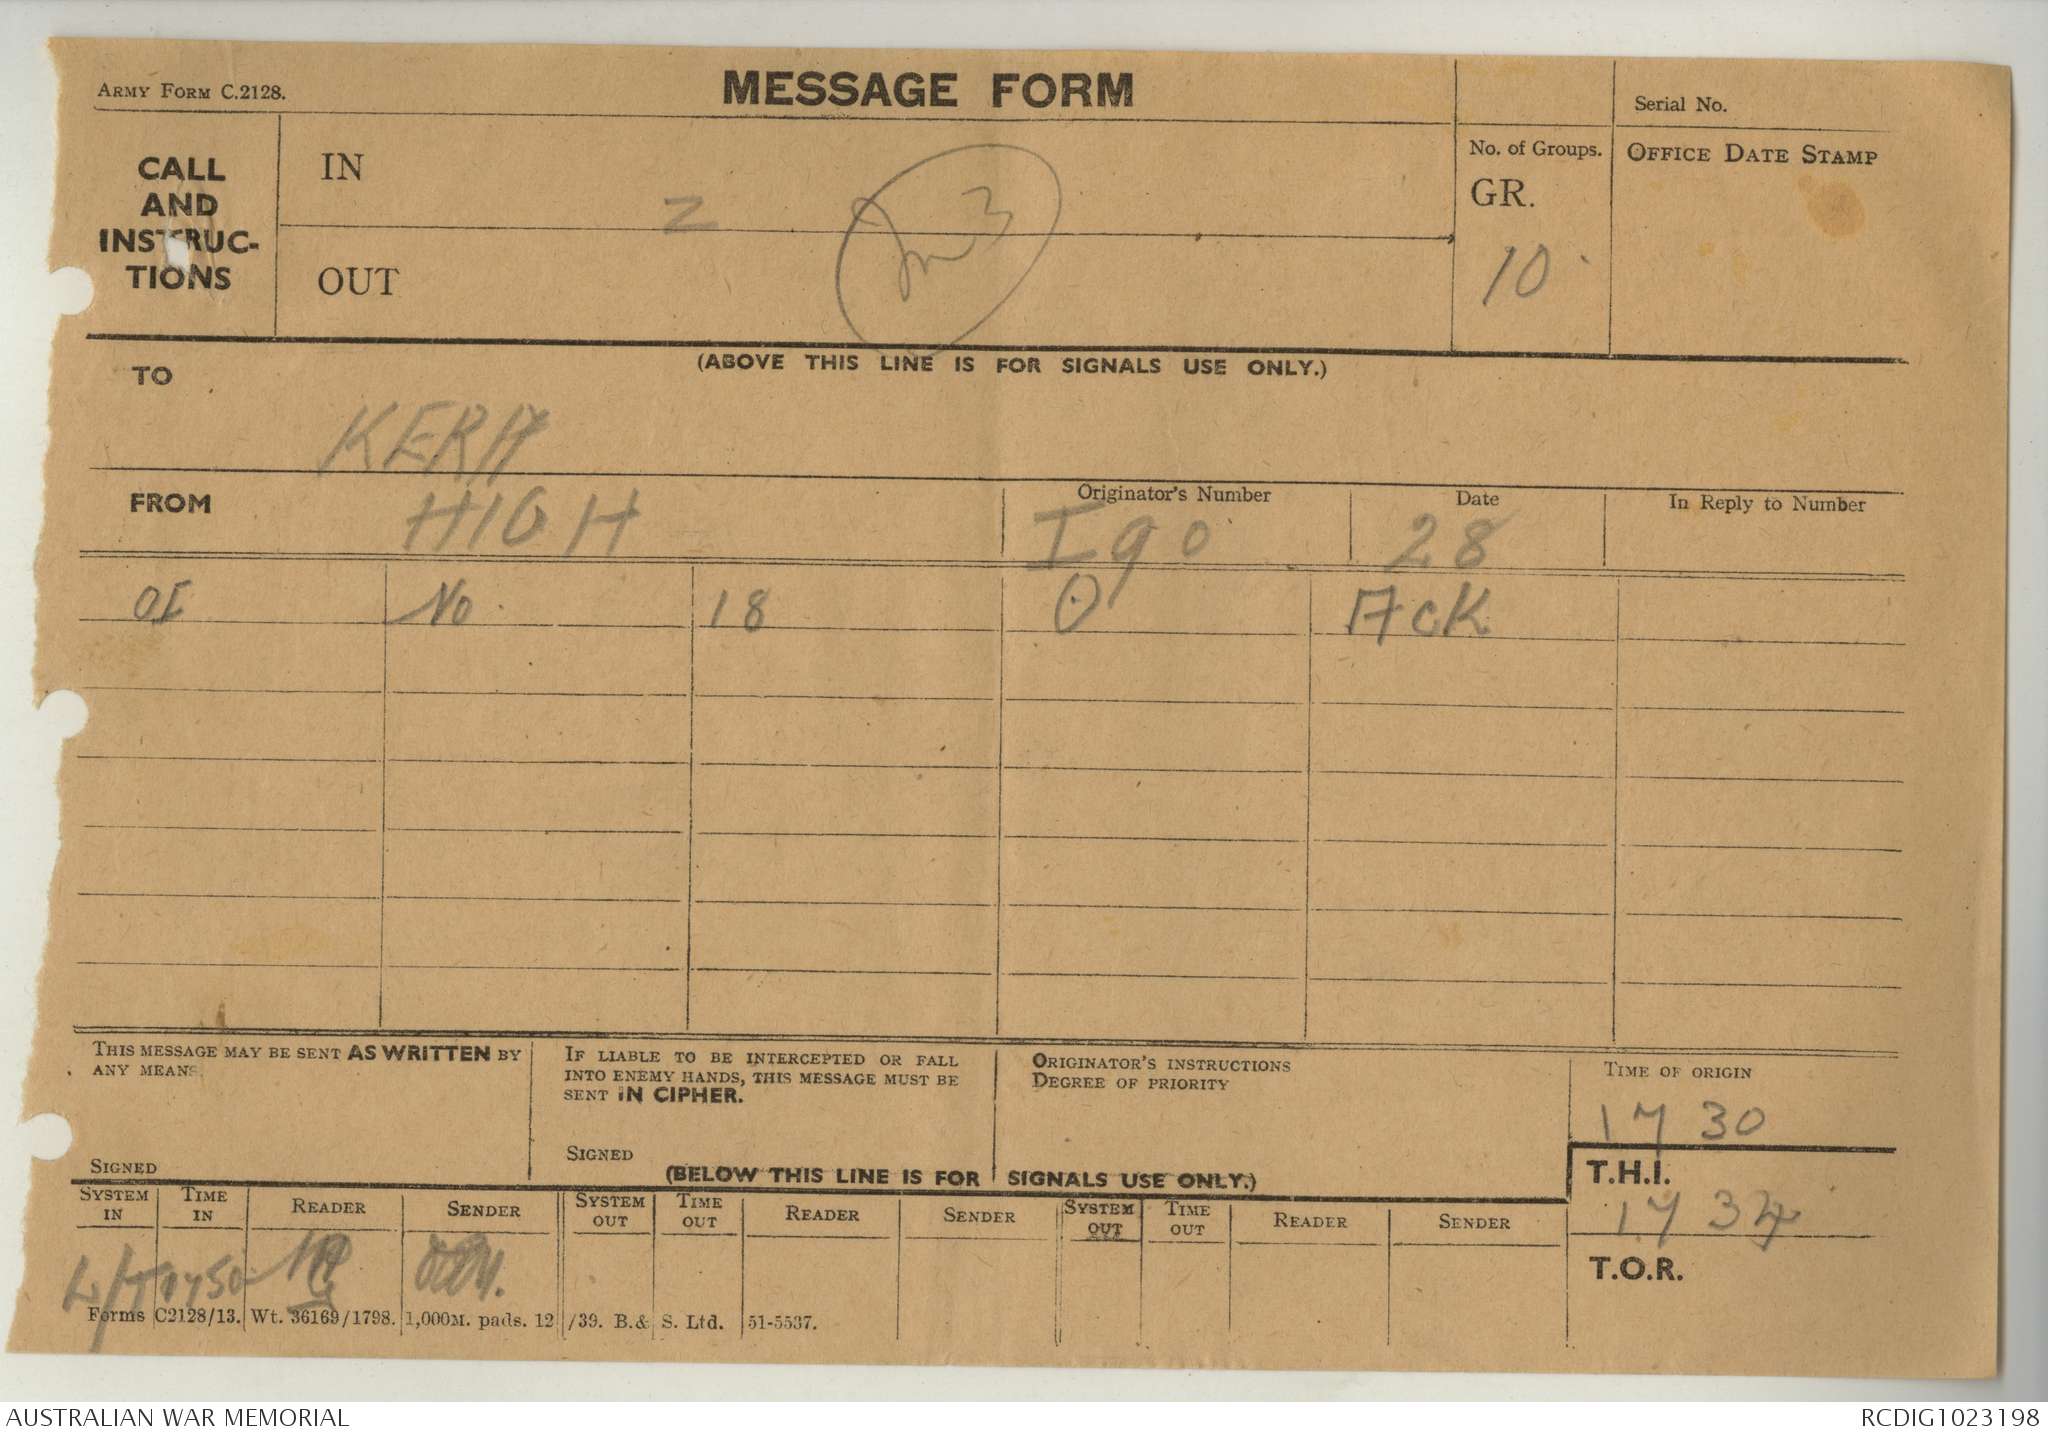 ARMY FORM C.2128.
MESSAGE FORM
Serial No.
CALL AND INSTRUC-TIONS
IN
Z
OUT
No. of Groups.
GR.
10
OFFICE DATE STAMP
(ABOVE THIS LINE IS FOR SIGNALS USE ONLY.)
TO
KERA
FROM
HIGH
Originator's Number
I 90
Date
28
In Reply to Number
OI No. 18 O ACK
THIS MESSAGE MAY BE SENT AS WRITTEN BY
ANY MEANS.
SIGNED
IF LIABLE TO BE INTERCEPTED OR FALL
INTO ENEMY HANDS, THIS MESSAGE MUST BE
SENT IN CIPHER.
SIGNED
ORIGINATOR'S INSTRUCTIONS
DEGREE OF PRIORITY
TIME OF ORIGIN
1730
(BELOW THIS LINE IS FOR SIGNALS USE ONLY.)
T.H.I.
1734
T.O.R.
SYSTEM IN
TIME IN
READER
SENDER
SYSTEM OUT
TIME OUT
READER
SENDER
SYSTEM OUT
TIME OUT
READER
SENDER
L/T 1750
Forms C2128/13. Wt. 36169/1798. 1,000M. pads. 12/39. B. & S. Ltd. 51-5537.
AUSTRALIAN WAR MEMORIAL
RCDIG1023198